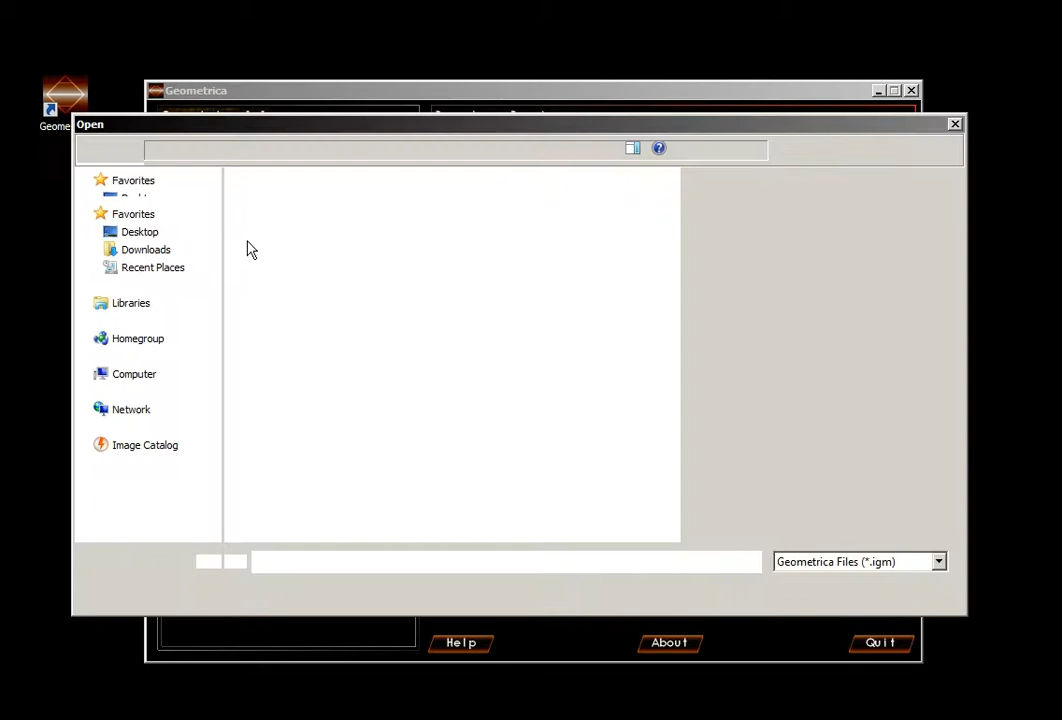 Geometrica
Geome
Open
Favorites
Favorites
Desktop
Downloads
Recent Places
Libraries
Homegroup
Computer
Network
Image Catalog
Geometrica Files (*.igm)
Help
About
Quit